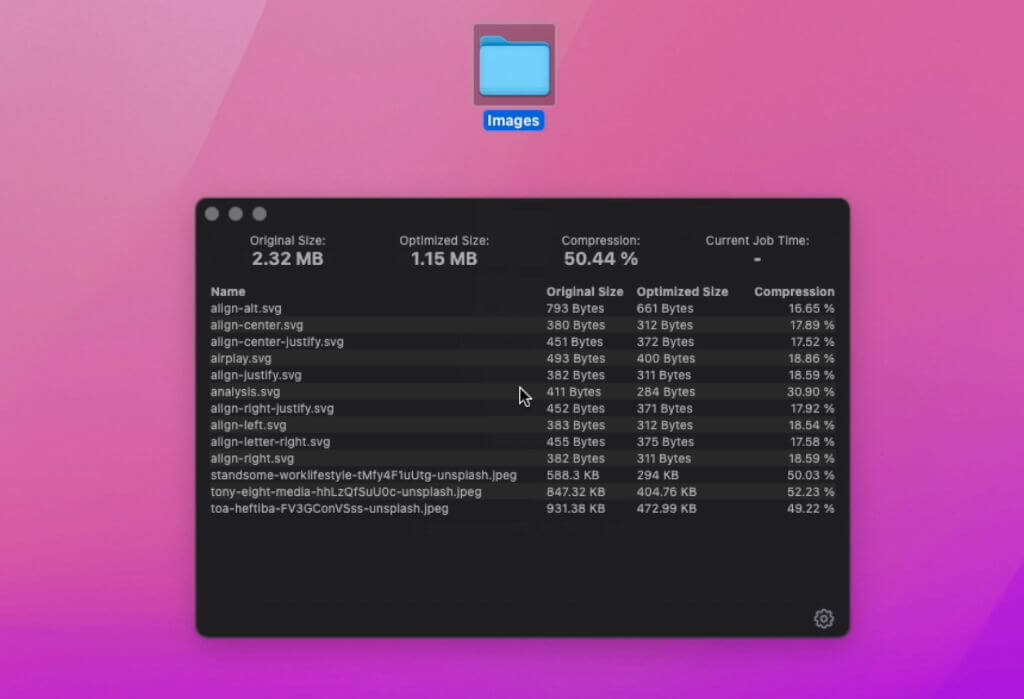 Images
Original Size: Optimized Size: Compression: Current Job Time:
2.32 MB 1.15 MB 50.44 % -
Name Original Size Optimized Size Compression
align-alt.svg 793 Bytes 661 Bytes 16.65 %
align-center.svg 380 Bytes 312 Bytes 17.89 %
align-center-justify.svg 451 Bytes 372 Bytes 17.52 %
airplay.svg 493 Bytes 400 Bytes 18.86 %
align-justify.svg 382 Bytes 311 Bytes 18.59 %
analysis.svg 411 Bytes 284 Bytes 30.90 %
align-right-justify.svg 452 Bytes 371 Bytes 17.92 %
align-left.svg 383 Bytes 312 Bytes 18.54 %
align-letter-right.svg 455 Bytes 375 Bytes 17.58 %
align-right.svg 382 Bytes 311 Bytes 18.59 %
standsome-worklifestyle-tMfy4F1uUtg-unsplash.jpeg 588.3 KB 294 KB 50.03 %
tony-eight-media-hhLzQfSuU0c-unsplash.jpeg 847.32 KB 404.76 KB 52.23 %
toa-heftiba-FV3GConVSss-unsplash.jpeg 931.38 KB 472.99 KB 49.22 %